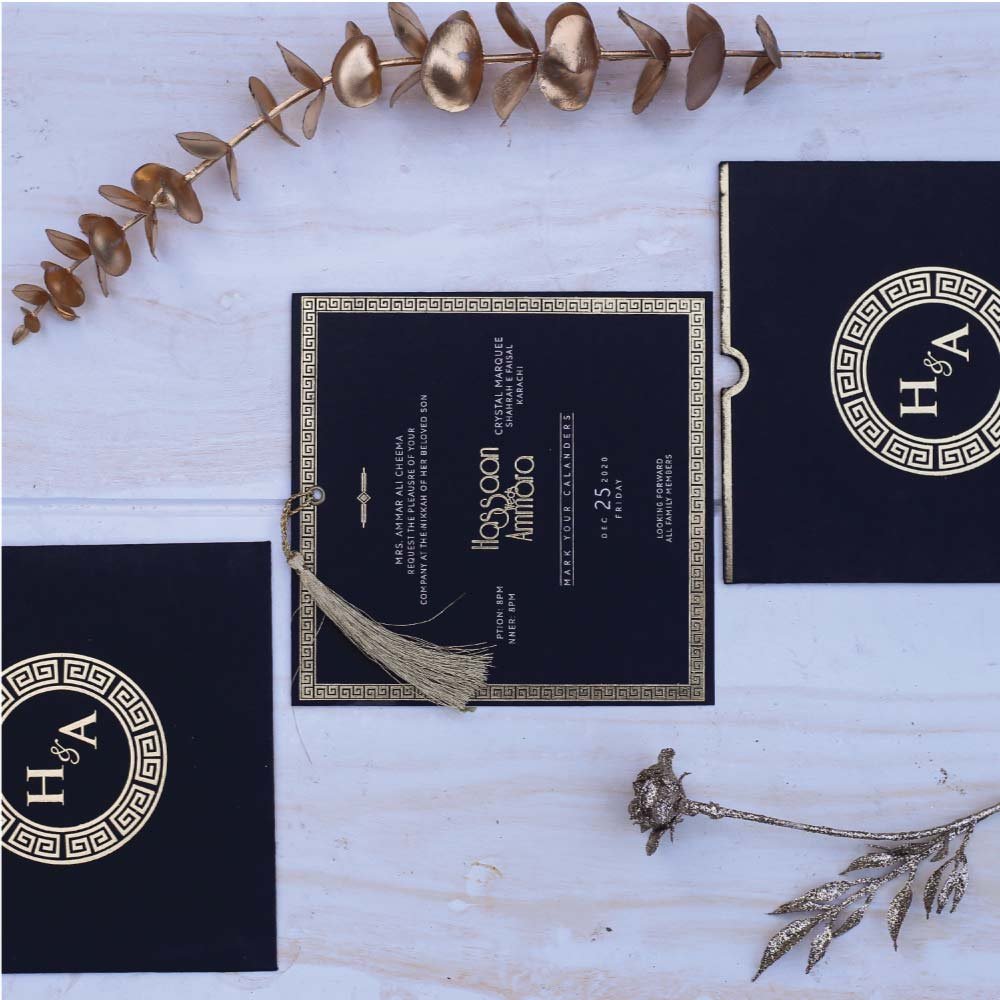 MRS. AMMAR ALI CHEEMA
REQUEST THE PLEAUSRE OF YOUR
COMPANY AT THE NIKKAH OF HER BELOVED SON
Hassaan
Weds
Ammara
PTION: 8PM
NNER: 8PM
CRYSTAL MARQUEE
SHAHRAH E FAISAL
KARACHI
MARK YOUR CALANDERS
DEC 25 2020
FRIDAY
LOOKING FORWARD
ALL FAMILY MEMBERS
H & A
H & A